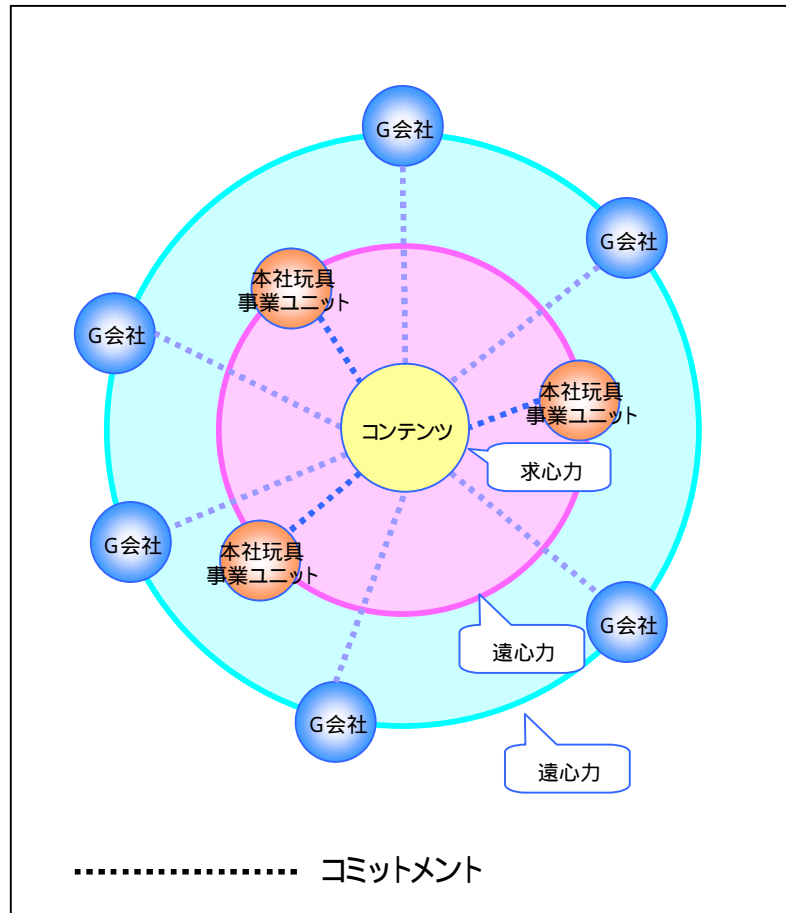 G会社
G会社
本社玩具
事業ユニット
G会社
本社玩具
事業ユニット
コンテンツ
求心力
G会社
本社玩具
事業ユニット
G会社
遠心力
G会社
遠心力
コミットメント